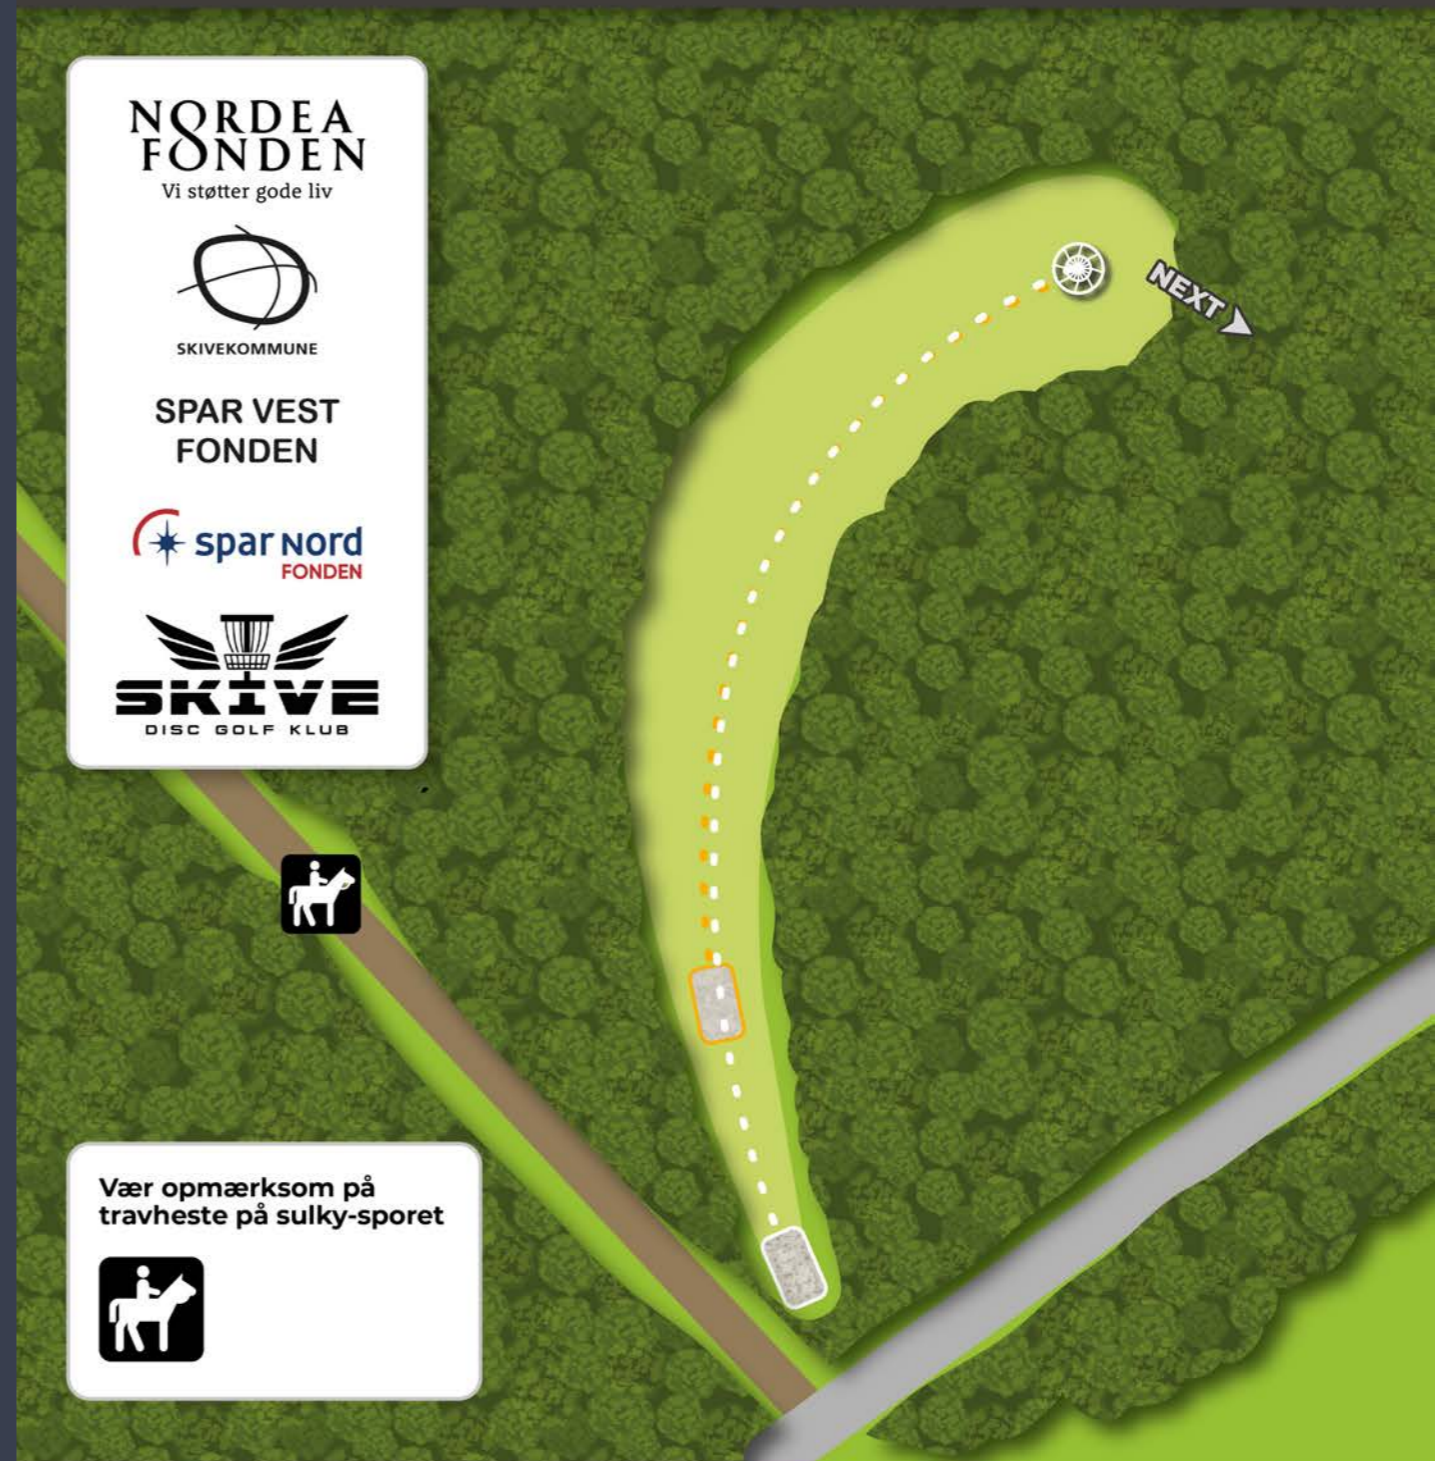 NORDEA
FONDEN
Vi støtter gode liv
SKIVEKOMMUNE
SPAR VEST
FONDEN
spar nord
FONDEN
SKIVE
DISC GOLF KLUB
NEXT
Vær opmærksom på
travheste på sulky-sporet